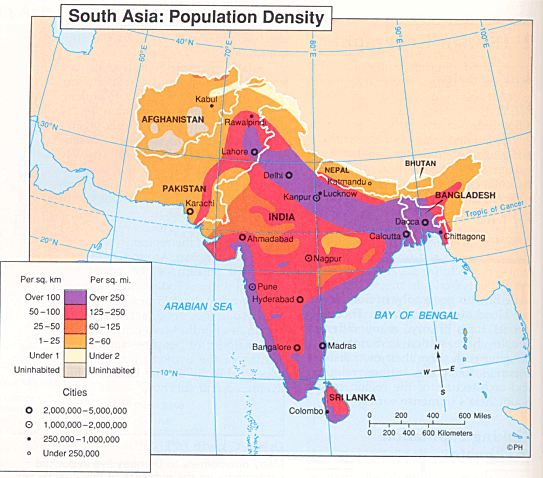 South Asia: Population Density
60°E
40°N
70°E
80°E
90°E
100°E
30°N
20°N
10°N
Kabul
AFGHANISTAN
Rawalpindi
Lahore
PAKISTAN
Karachi
Delhi
NEPAL
Katmandu
BHUTAN
Kanpur
Lucknow
BANGLADESH
Tropic of Cancer
INDIA
Dacca
Ahmadabad
Calcutta
Chittagong
Nagpur
Pune
Hyderabad
ARABIAN SEA
BAY OF BENGAL
Bangalore
Madras
SRI LANKA
Colombo
N
W
E
S
0 200 400 600 Miles
0 200 400 600 Kilometers
©PH
Per sq. km Per sq. mi.
Over 100 Over 250
50–100 125–250
25–50 60–125
1–25 2–60
Under 1 Under 2
Uninhabited Uninhabited
Cities
2,000,000–5,000,000
1,000,000–2,000,000
250,000–1,000,000
Under 250,000